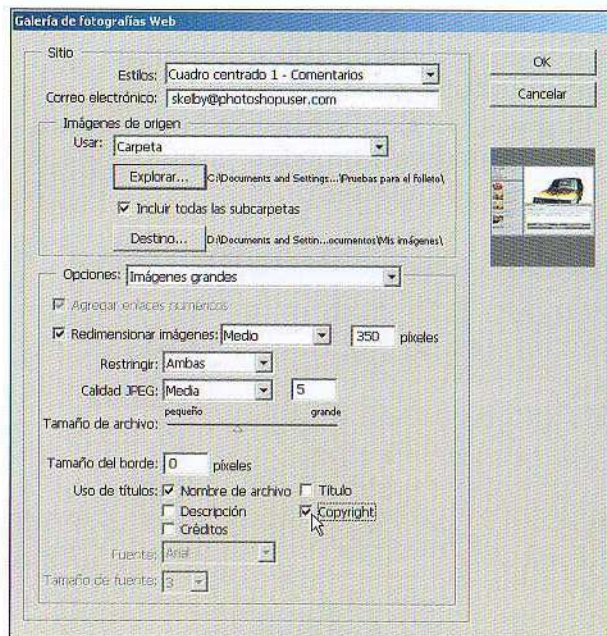 Galería de fotografías Web
Sitio
Estilos: Cuadro centrado 1 - Comentarios
Correo electrónico: skelby@photoshopuser.com
OK
Cancelar
Imágenes de origen
Usar: Carpeta
Explorar... C:\Documents and Settings...\Pruebas para el folleto\
Incluir todas las subcarpetas
Destino... D:\Documents and Settin...ocumentos\Mis imágenes\
Opciones: Imágenes grandes
Agregar enlaces numéricos
Redimensionar imágenes: Medio 350 píxeles
Restringir: Ambas
Calidad JPEG: Media 5
pequeño grande
Tamaño de archivo:
Tamaño del borde: 0 píxeles
Uso de títulos: Nombre de archivo Título
Descripción Copyright
Créditos
Fuente: Arial
Tamaño de fuente: 3